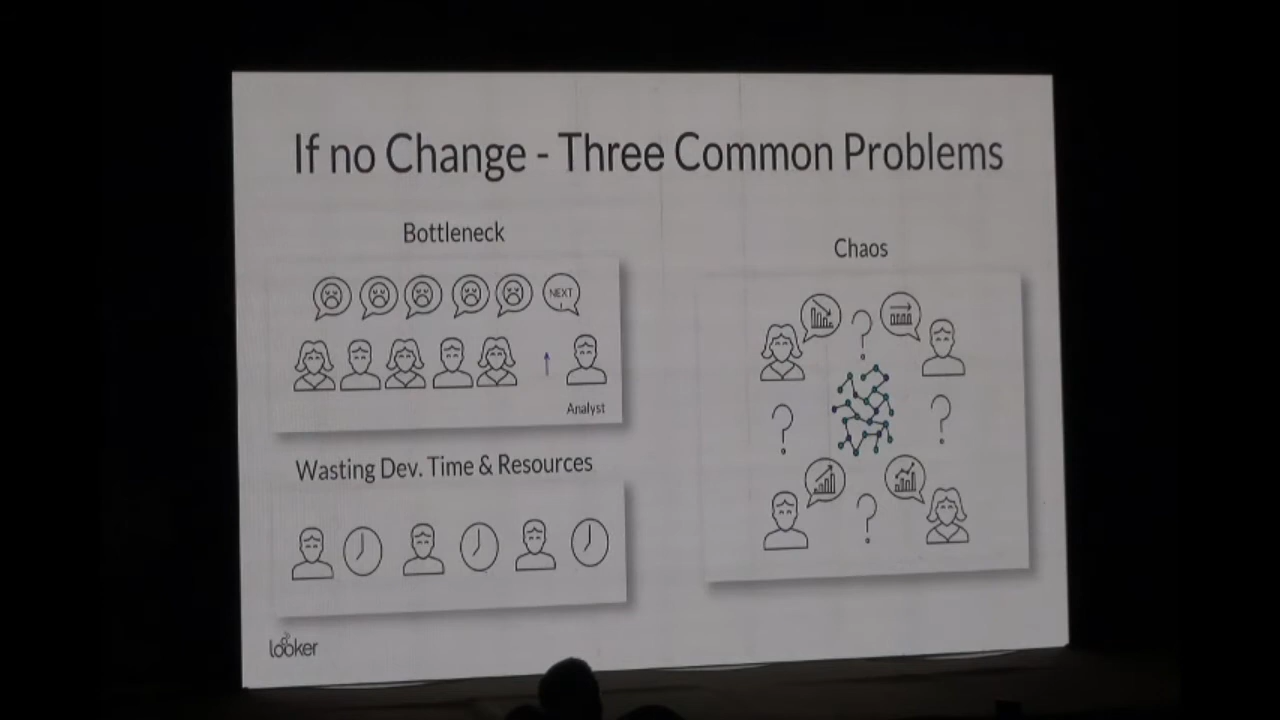 If no Change - Three Common Problems
Bottleneck
NEXT
Analyst
Wasting Dev. Time & Resources
Chaos
looker